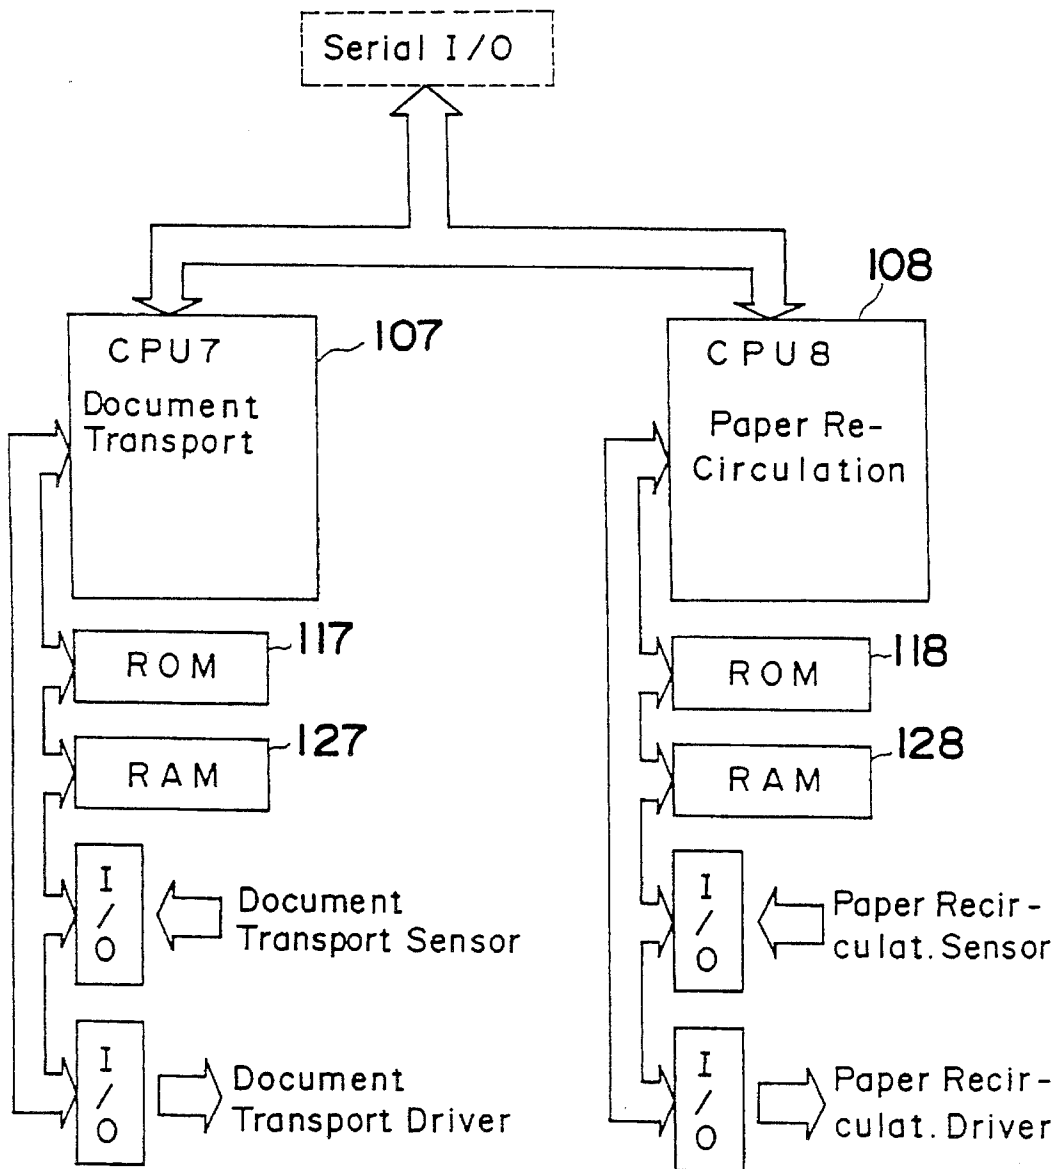 Serial I/O
108
107
CPU7
Document
Transport
CPU8
Paper Re-
Circulation
117
ROM
118
ROM
127
RAM
128
RAM
I/O
Document
Transport Sensor
I/O
Paper Recir-
culat. Sensor
I/O
Document
Transport Driver
I/O
Paper Recir-
culat. Driver